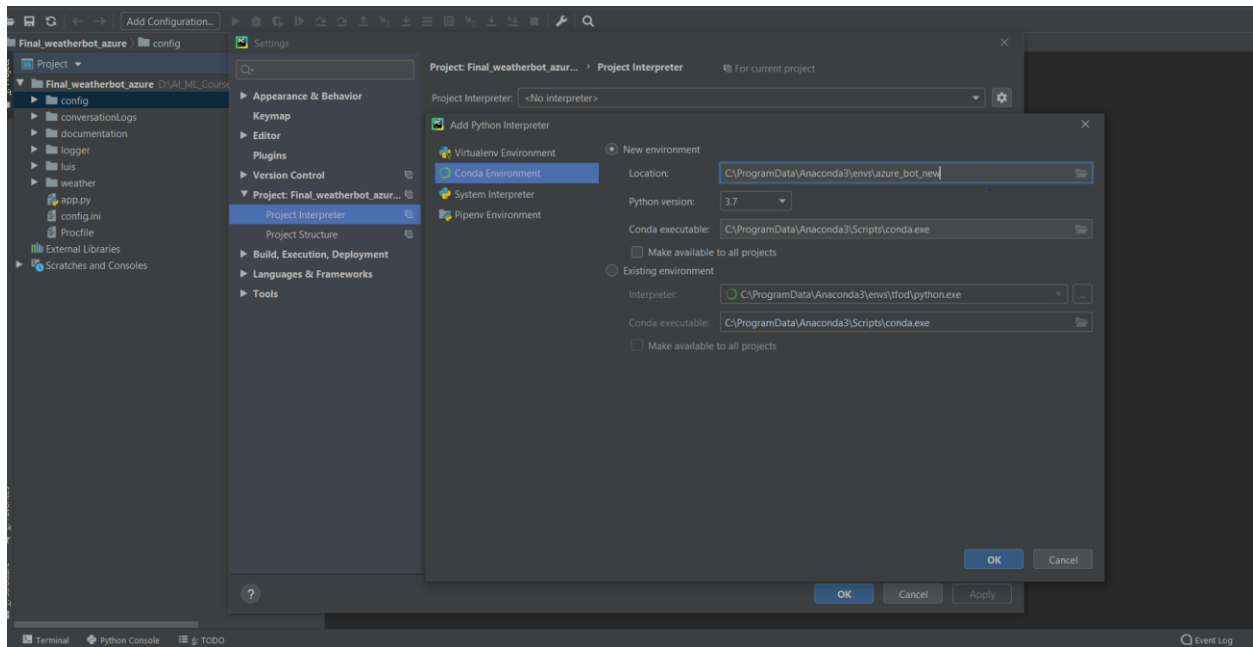 Add Configuration...
Final_weatherbot_azure
config
Project
Final_weatherbot_azure D:\AI_ML_Course
config
conversationLogs
documentation
logger
luis
weather
app.py
config.ini
Procfile
External Libraries
Scratches and Consoles
Settings
Appearance & Behavior
Keymap
Editor
Plugins
Version Control
Project: Final_weatherbot_azur...
Project Interpreter
Project Structure
Build, Execution, Deployment
Languages & Frameworks
Tools
Project: Final_weatherbot_azur... › Project Interpreter
For current project
Project Interpreter: <No interpreter>
Add Python Interpreter
Virtualenv Environment
Conda Environment
System Interpreter
Pipenv Environment
New environment
Location: C:\ProgramData\Anaconda3\envs\azure_bot_new
Python version: 3.7
Conda executable: C:\ProgramData\Anaconda3\Scripts\conda.exe
Make available to all projects
Existing environment
Interpreter: C:\ProgramData\Anaconda3\envs\tfod\python.exe
...
Conda executable: C:\ProgramData\Anaconda3\Scripts\conda.exe
Make available to all projects
OK
Cancel
?
OK
Cancel
Apply
Terminal
Python Console
6: TODO
Event Log